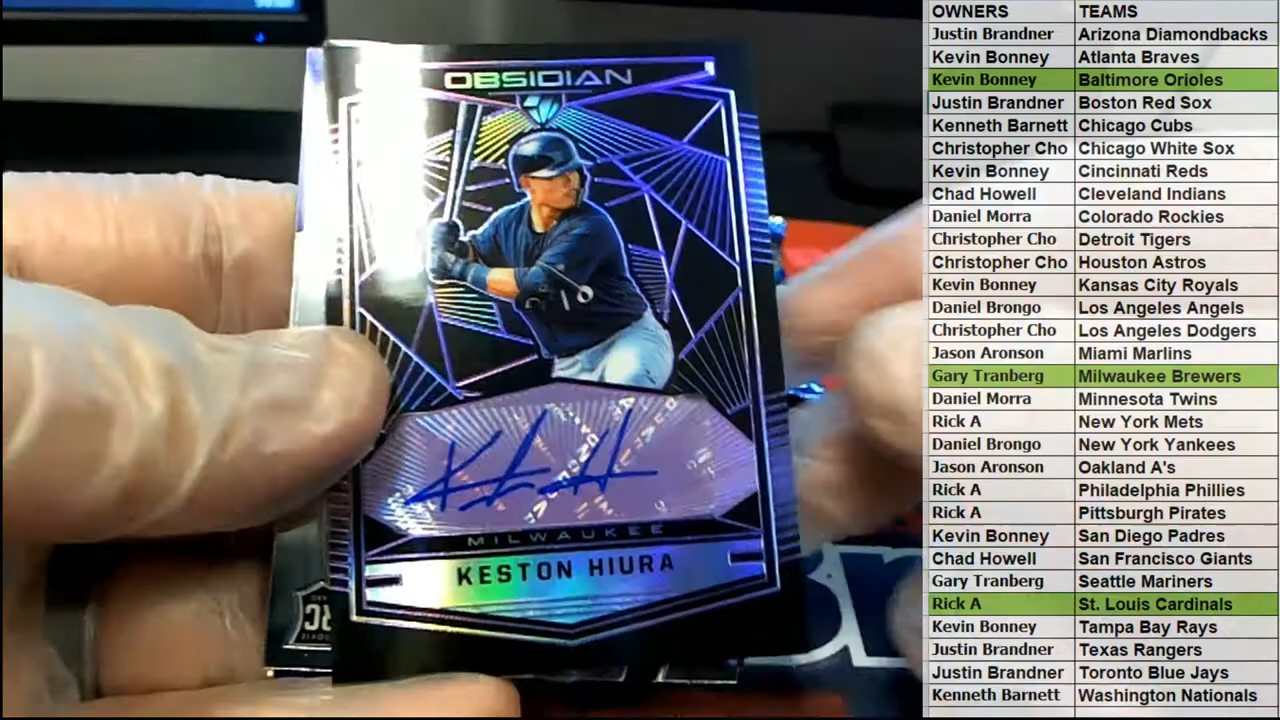 OBSIDIAN
MILWAUKEE
KESTON HIURA
RC
OWNERS TEAMS
Justin Brandner Arizona Diamondbacks
Kevin Bonney Atlanta Braves
Kevin Bonney Baltimore Orioles
Justin Brandner Boston Red Sox
Kenneth Barnett Chicago Cubs
Christopher Cho Chicago White Sox
Kevin Bonney Cincinnati Reds
Chad Howell Cleveland Indians
Daniel Morra Colorado Rockies
Christopher Cho Detroit Tigers
Christopher Cho Houston Astros
Kevin Bonney Kansas City Royals
Daniel Brongo Los Angeles Angels
Christopher Cho Los Angeles Dodgers
Jason Aronson Miami Marlins
Gary Tranberg Milwaukee Brewers
Daniel Morra Minnesota Twins
Rick A New York Mets
Daniel Brongo New York Yankees
Jason Aronson Oakland A's
Rick A Philadelphia Phillies
Rick A Pittsburgh Pirates
Kevin Bonney San Diego Padres
Chad Howell San Francisco Giants
Gary Tranberg Seattle Mariners
Rick A St. Louis Cardinals
Kevin Bonney Tampa Bay Rays
Justin Brandner Texas Rangers
Justin Brandner Toronto Blue Jays
Kenneth Barnett Washington Nationals